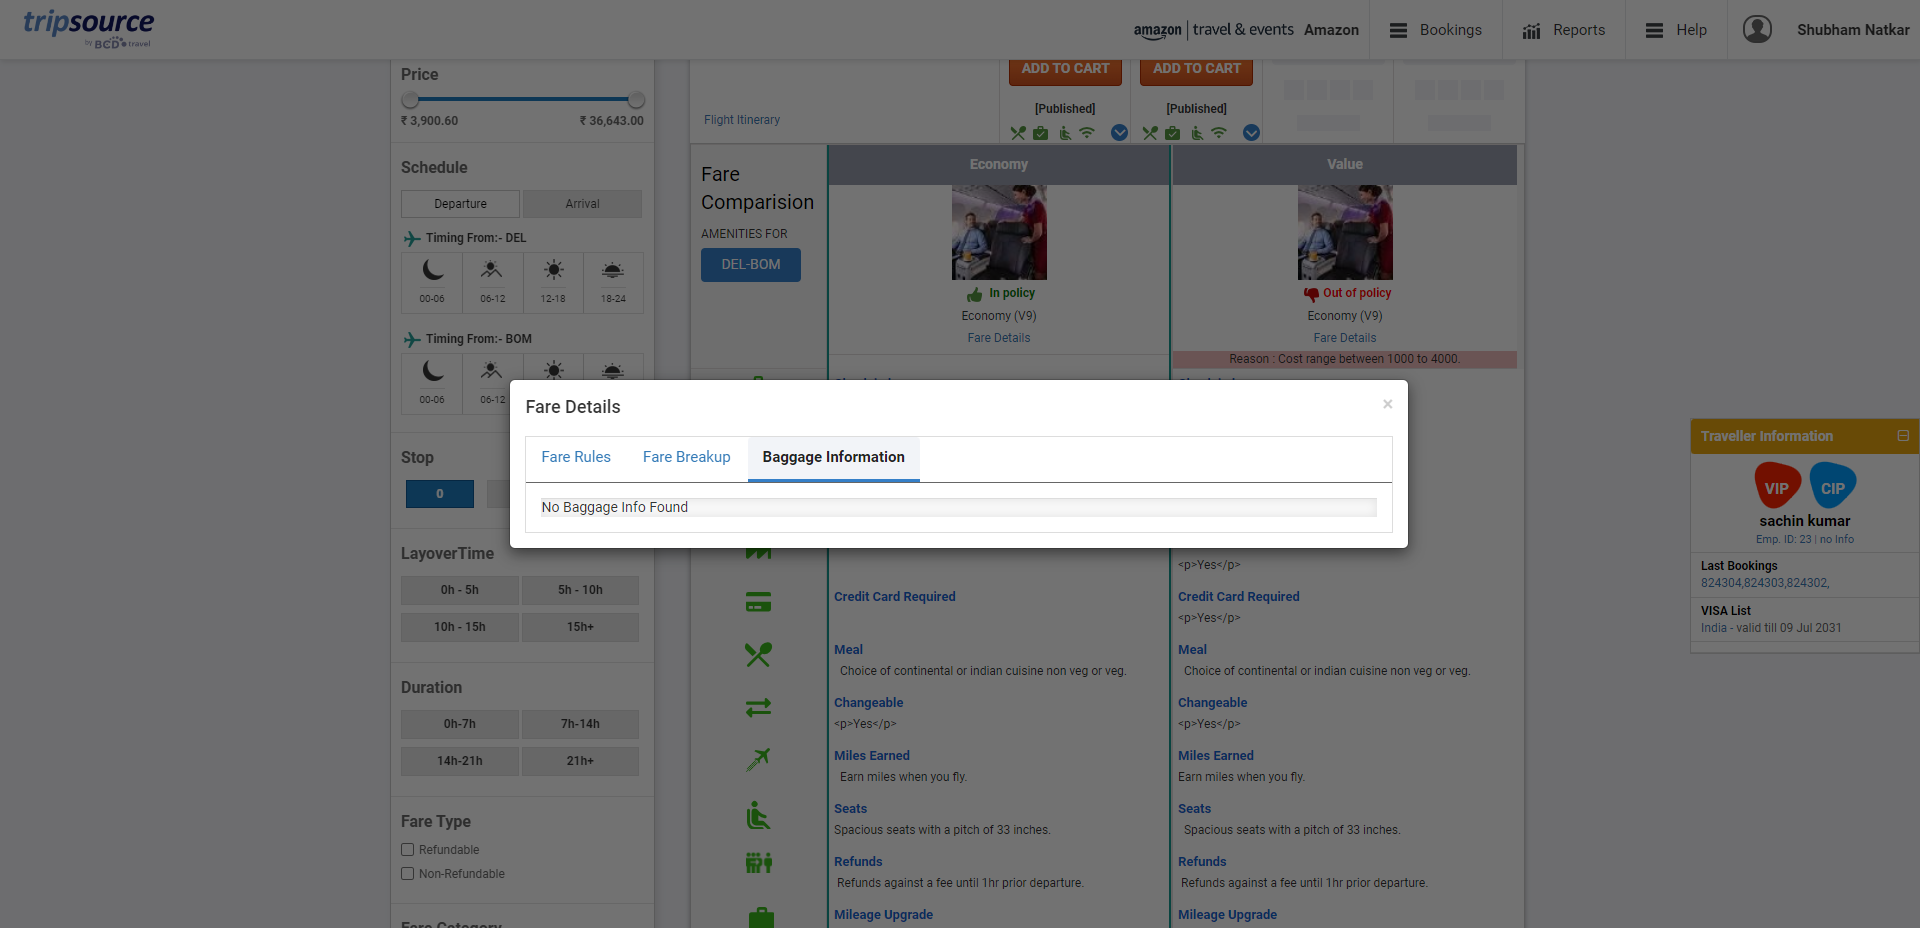 tripsource
by BCD travel
amazon travel & events Amazon
Bookings
Reports
Help
Shubham Natkar
Price
₹ 3,900.60 ₹ 36,643.00
Schedule
Departure Arrival
Timing From:- DEL
00-06 06-12 12-18 18-24
Timing From:- BOM
00-06 06-12
Stop
0
LayoverTime
0h - 5h 5h - 10h
10h - 15h 15h+
Duration
0h-7h 7h-14h
14h-21h 21h+
Fare Type
Refundable
Non-Refundable
Fare Category
ADD TO CART ADD TO CART
[Published] [Published]
Flight Itinerary
Fare
Comparision
AMENITIES FOR
DEL-BOM
Economy Value
In policy Out of policy
Economy (V9) Economy (V9)
Fare Details Fare Details
Reason : Cost range between 1000 to 4000.
Fare Details ×
Fare Rules Fare Breakup Baggage Information
No Baggage Info Found
<p>Yes</p>
Credit Card Required Credit Card Required
<p>Yes</p>
Meal Meal
Choice of continental or indian cuisine non veg or veg. Choice of continental or indian cuisine non veg or veg.
Changeable Changeable
<p>Yes</p> <p>Yes</p>
Miles Earned Miles Earned
Earn miles when you fly. Earn miles when you fly.
Seats Seats
Spacious seats with a pitch of 33 inches. Spacious seats with a pitch of 33 inches.
Refunds Refunds
Refunds against a fee until 1hr prior departure. Refunds against a fee until 1hr prior departure.
Mileage Upgrade Mileage Upgrade
Traveller Information
VIP CIP
sachin kumar
Emp. ID: 23 | no Info
Last Bookings
824304,824303,824302,
VISA List
India - valid till 09 Jul 2031